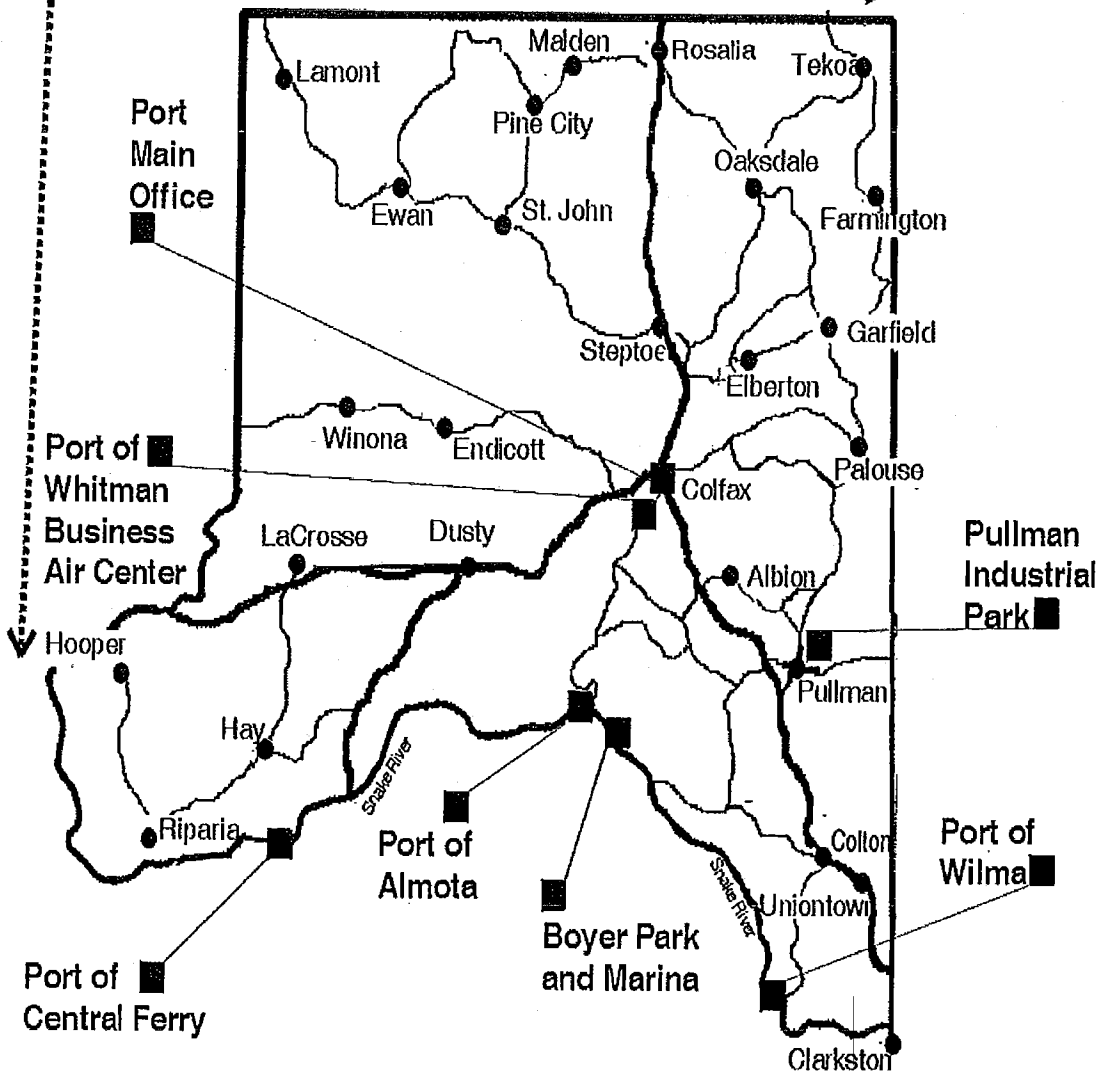 Malden
Rosalia
Lamont
Tekoa
Port
Main
Office
Pine City
Oaksdale
Ewan
St. John
Farmington
Steptoe
Garfield
Elberton
Winona
Endicott
Palouse
Colfax
Port of
Whitman
Business
Air Center
LaCrosse
Dusty
Albion
Pullman
Industrial
Park
Hooper
Pullman
Hay
Snake River
Riparia
Port of
Almota
Colton
Port of
Wilma
Snake River
Uniontown
Boyer Park
and Marina
Port of
Central Ferry
Clarkston